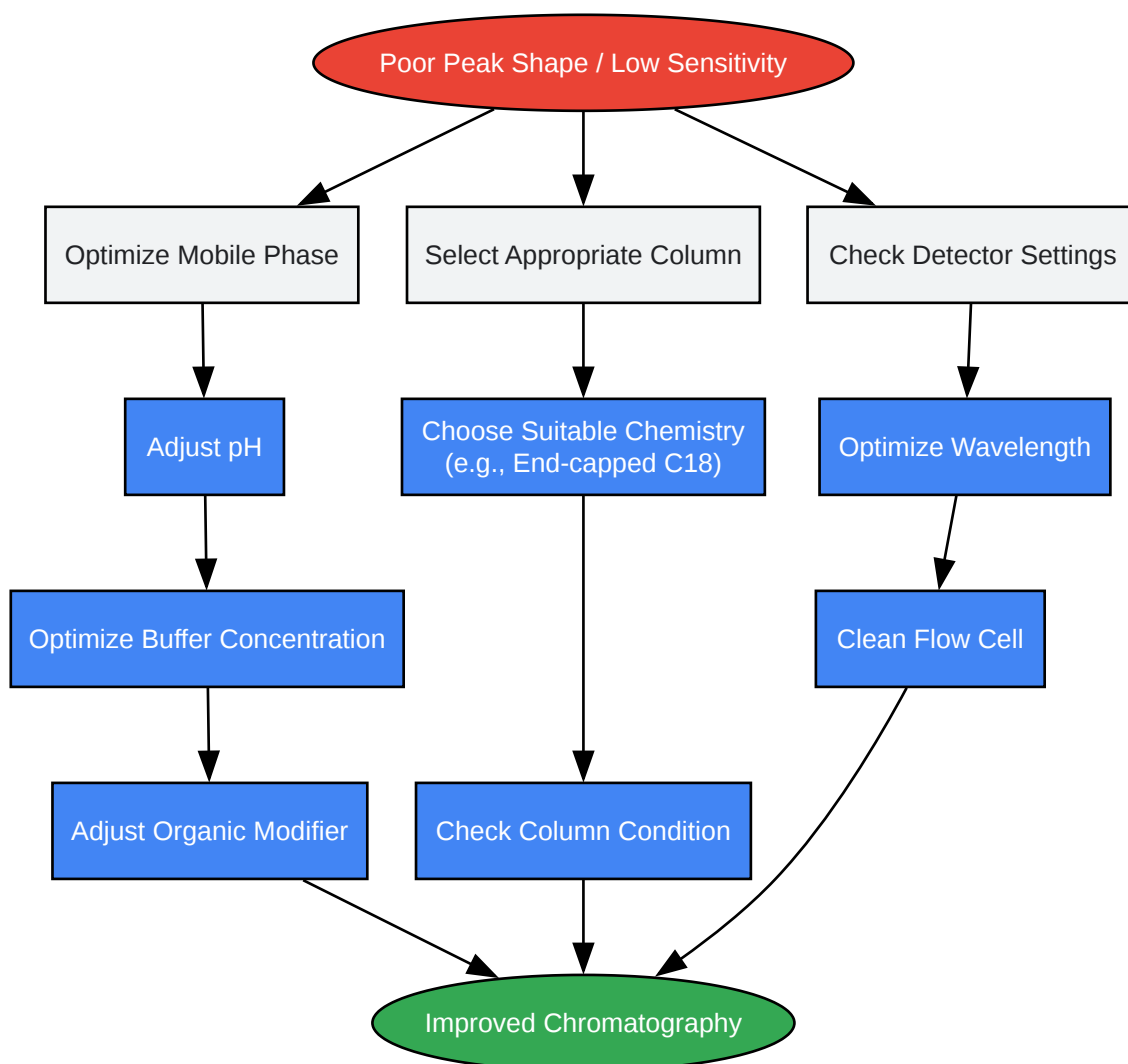 Poor Peak Shape / Low Sensitivity
Optimize Mobile Phase
Select Appropriate Column
Check Detector Settings
Adjust pH
Choose Suitable Chemistry
(e.g., End-capped C18)
Optimize Wavelength
Optimize Buffer Concentration
Clean Flow Cell
Adjust Organic Modifier
Check Column Condition
Improved Chromatography